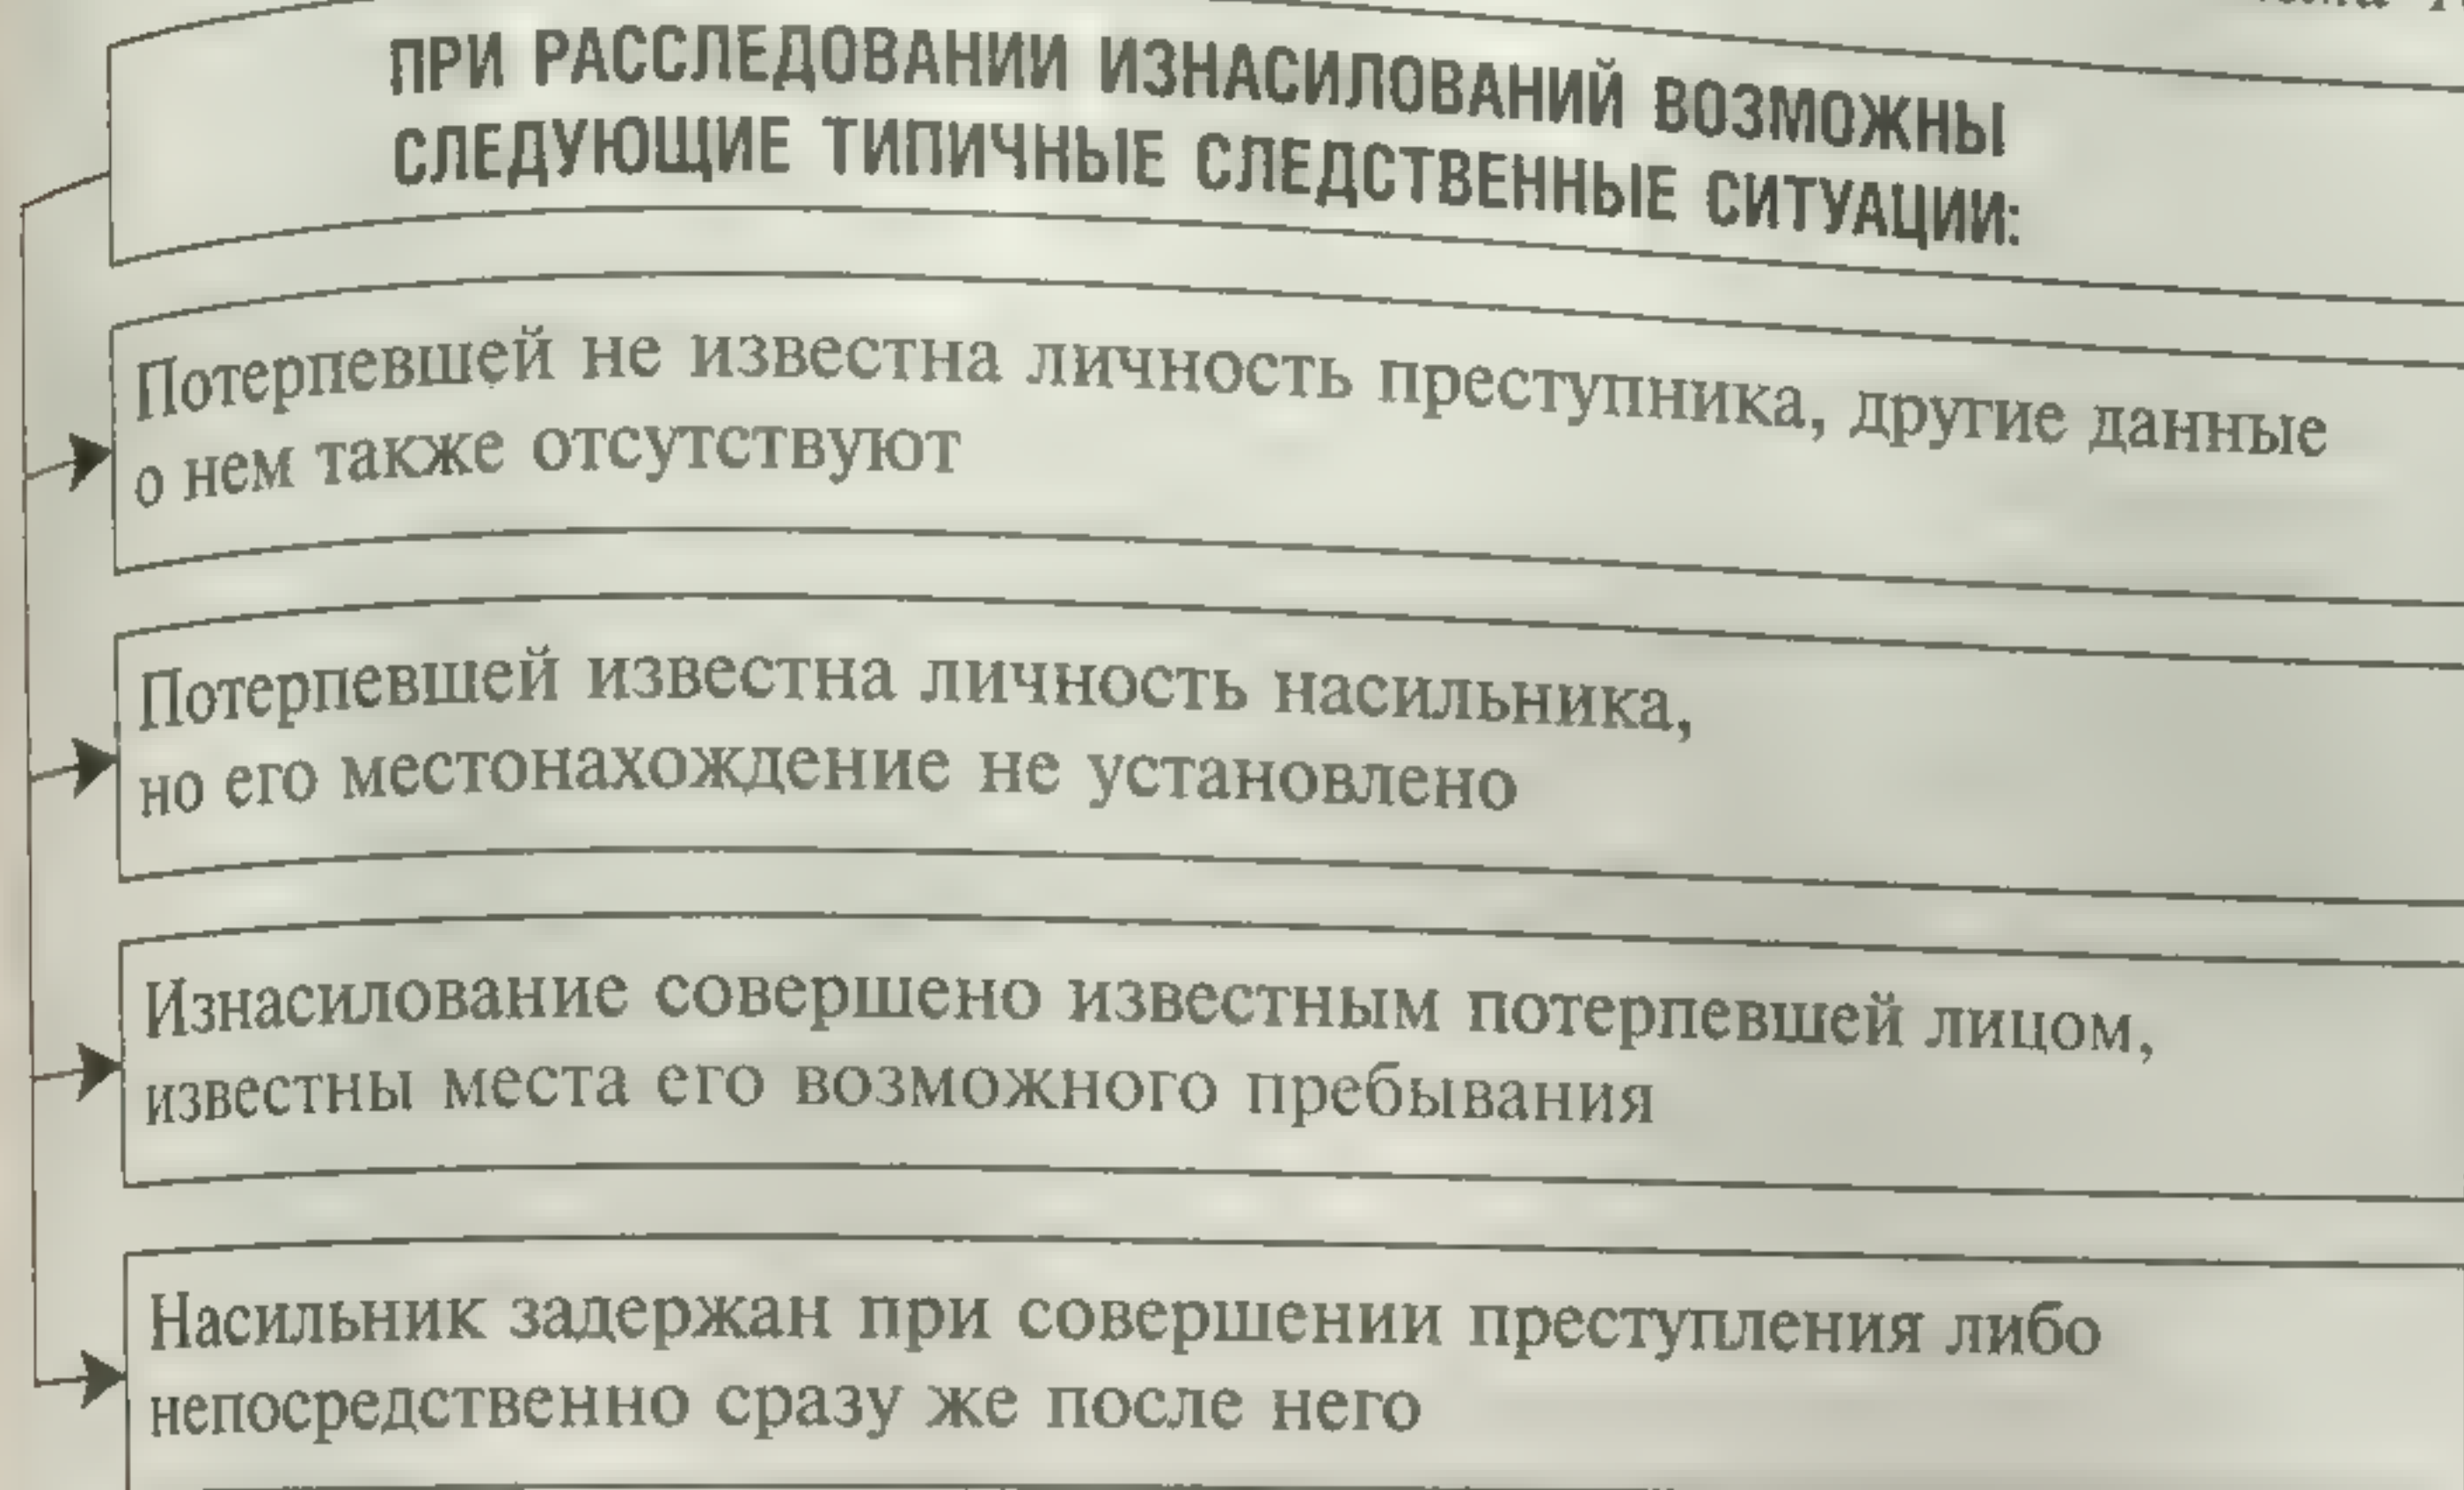 ПРИ РАССЛЕДОВАНИИ ИЗНАСИЛОВАНИЙ ВОЗМОЖНЫ
СЛЕДУЮЩИЕ ТИПИЧНЫЕ СЛЕДСТВЕННЫЕ СИТУАЦИИ:
Потерпевшей не известна личность преступника, другие данные
о нем также отсутствуют
Потерпевшей известна личность насильника,
но его местонахождение не установлено
Изнасилование совершено известным потерпевшей лицом,
известны места его возможного пребывания
Насильник задержан при совершении преступления либо
непосредственно сразу же после него